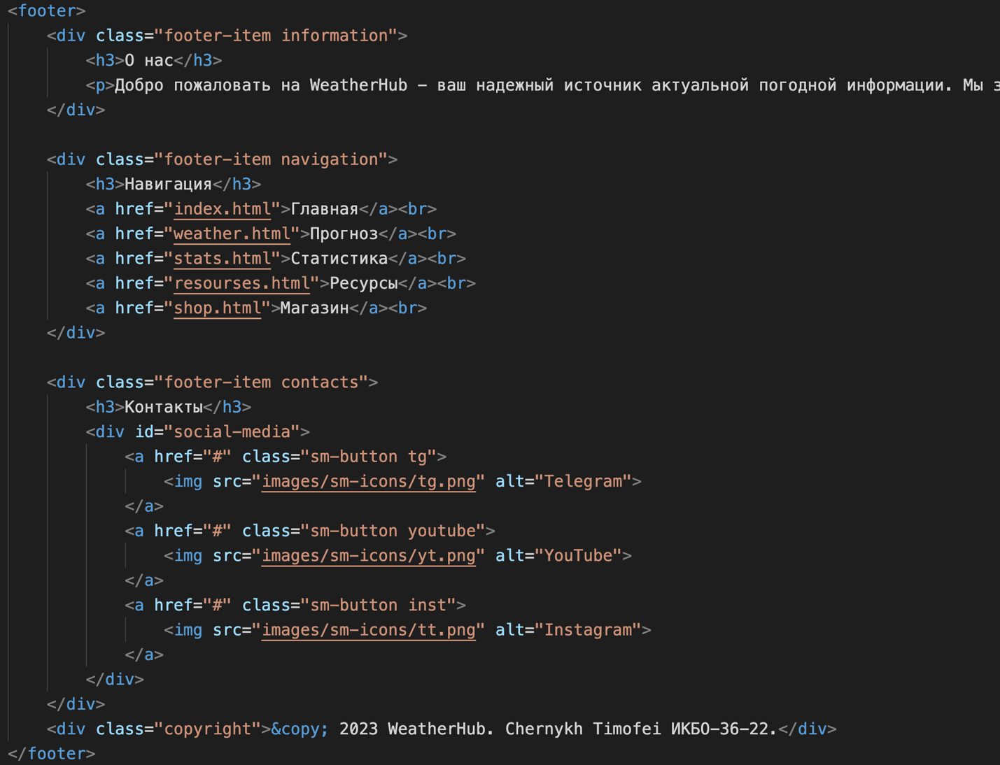 <footer>
<div class="footer-item information">
<h3>О нас</h3>
<p>Добро пожаловать на WeatherHub – ваш надежный источник актуальной погодной информации. Мы з
</div>
<div class="footer-item navigation">
<h3>Навигация</h3>
<a href="index.html">Главная</a><br>
<a href="weather.html">Прогноз</a><br>
<a href="stats.html">Статистика</a><br>
<a href="resourses.html">Ресурсы</a><br>
<a href="shop.html">Магазин</a><br>
</div>
<div class="footer-item contacts">
<h3>Контакты</h3>
<div id="social-media">
<a href="#" class="sm-button tg">
<img src="images/sm-icons/tg.png" alt="Telegram">
</a>
<a href="#" class="sm-button youtube">
<img src="images/sm-icons/yt.png" alt="YouTube">
</a>
<a href="#" class="sm-button inst">
<img src="images/sm-icons/tt.png" alt="Instagram">
</a>
</div>
</div>
<div class="copyright">&copy; 2023 WeatherHub. Chernykh Timofei ИКБО-36-22.</div>
</footer>